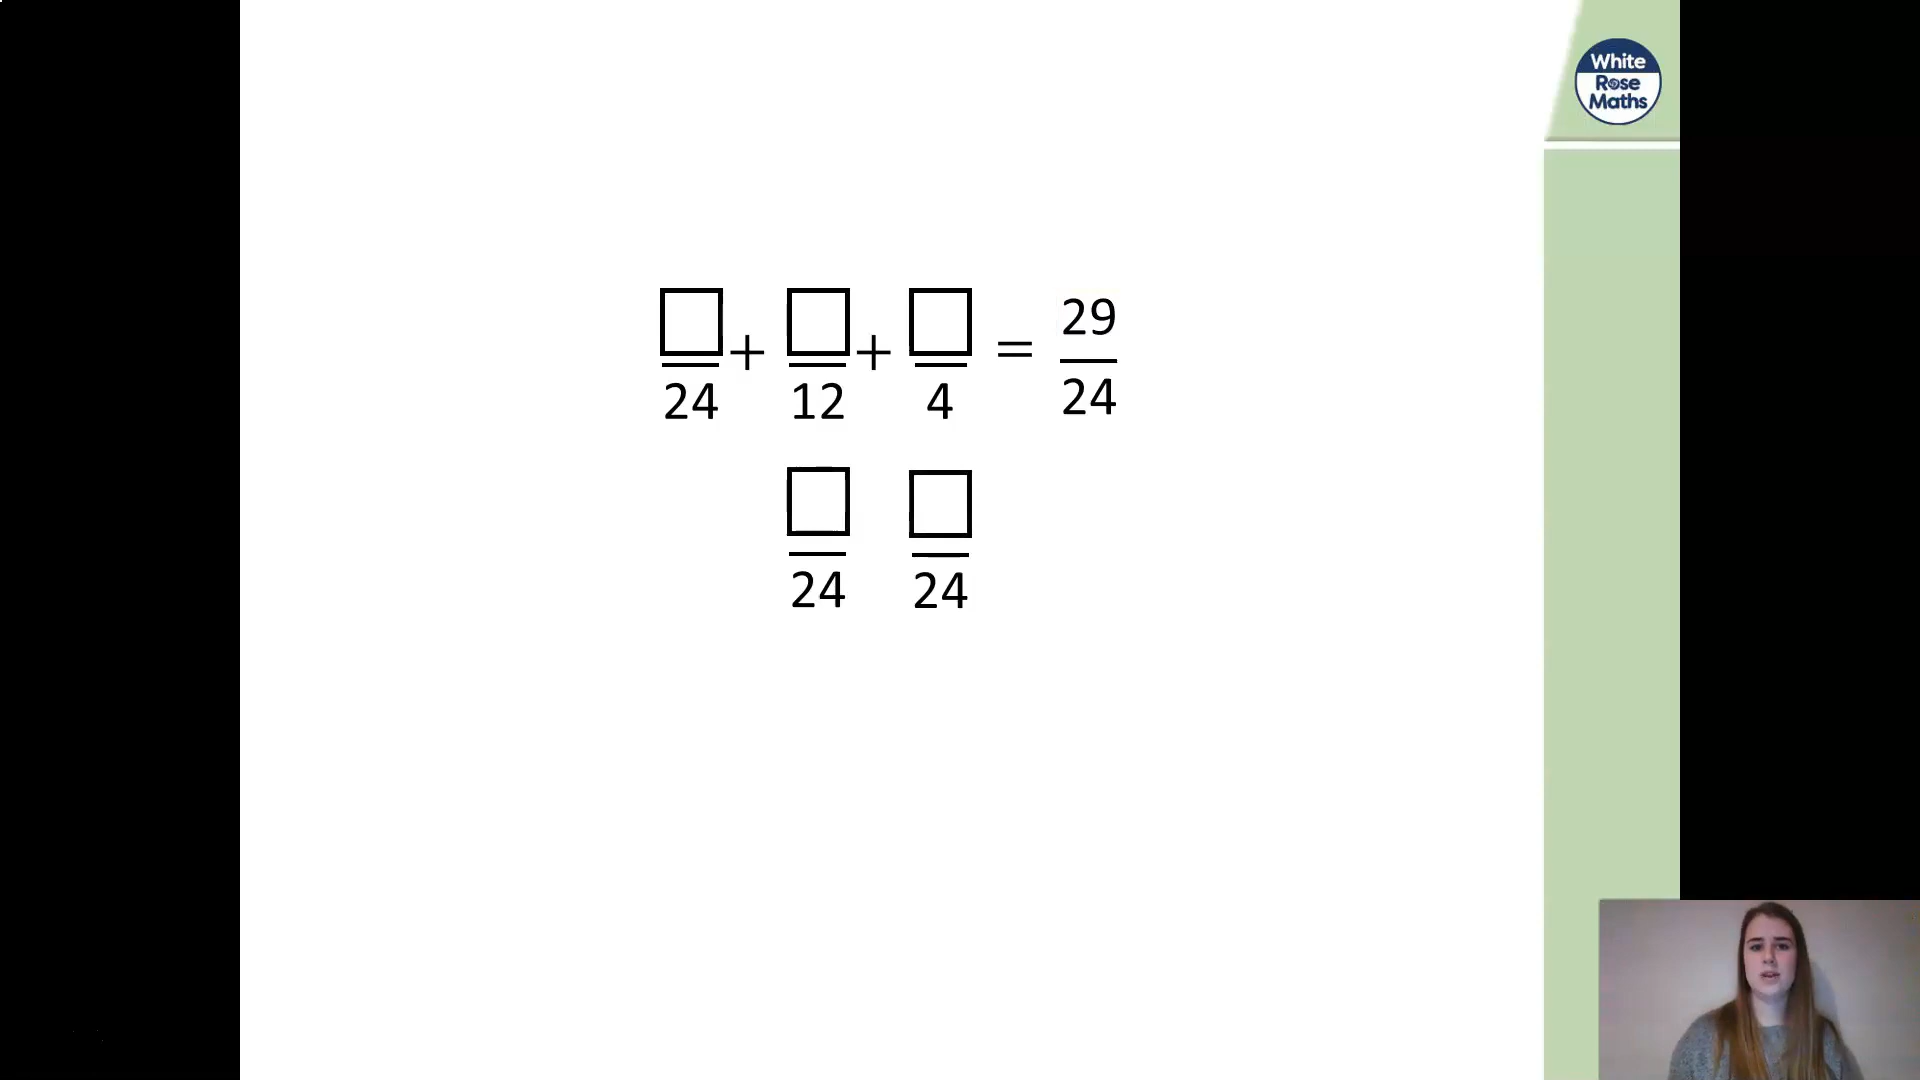 White
Rose
Maths
□/24 + □/12 + □/4 = 29/24
□/24 □/24